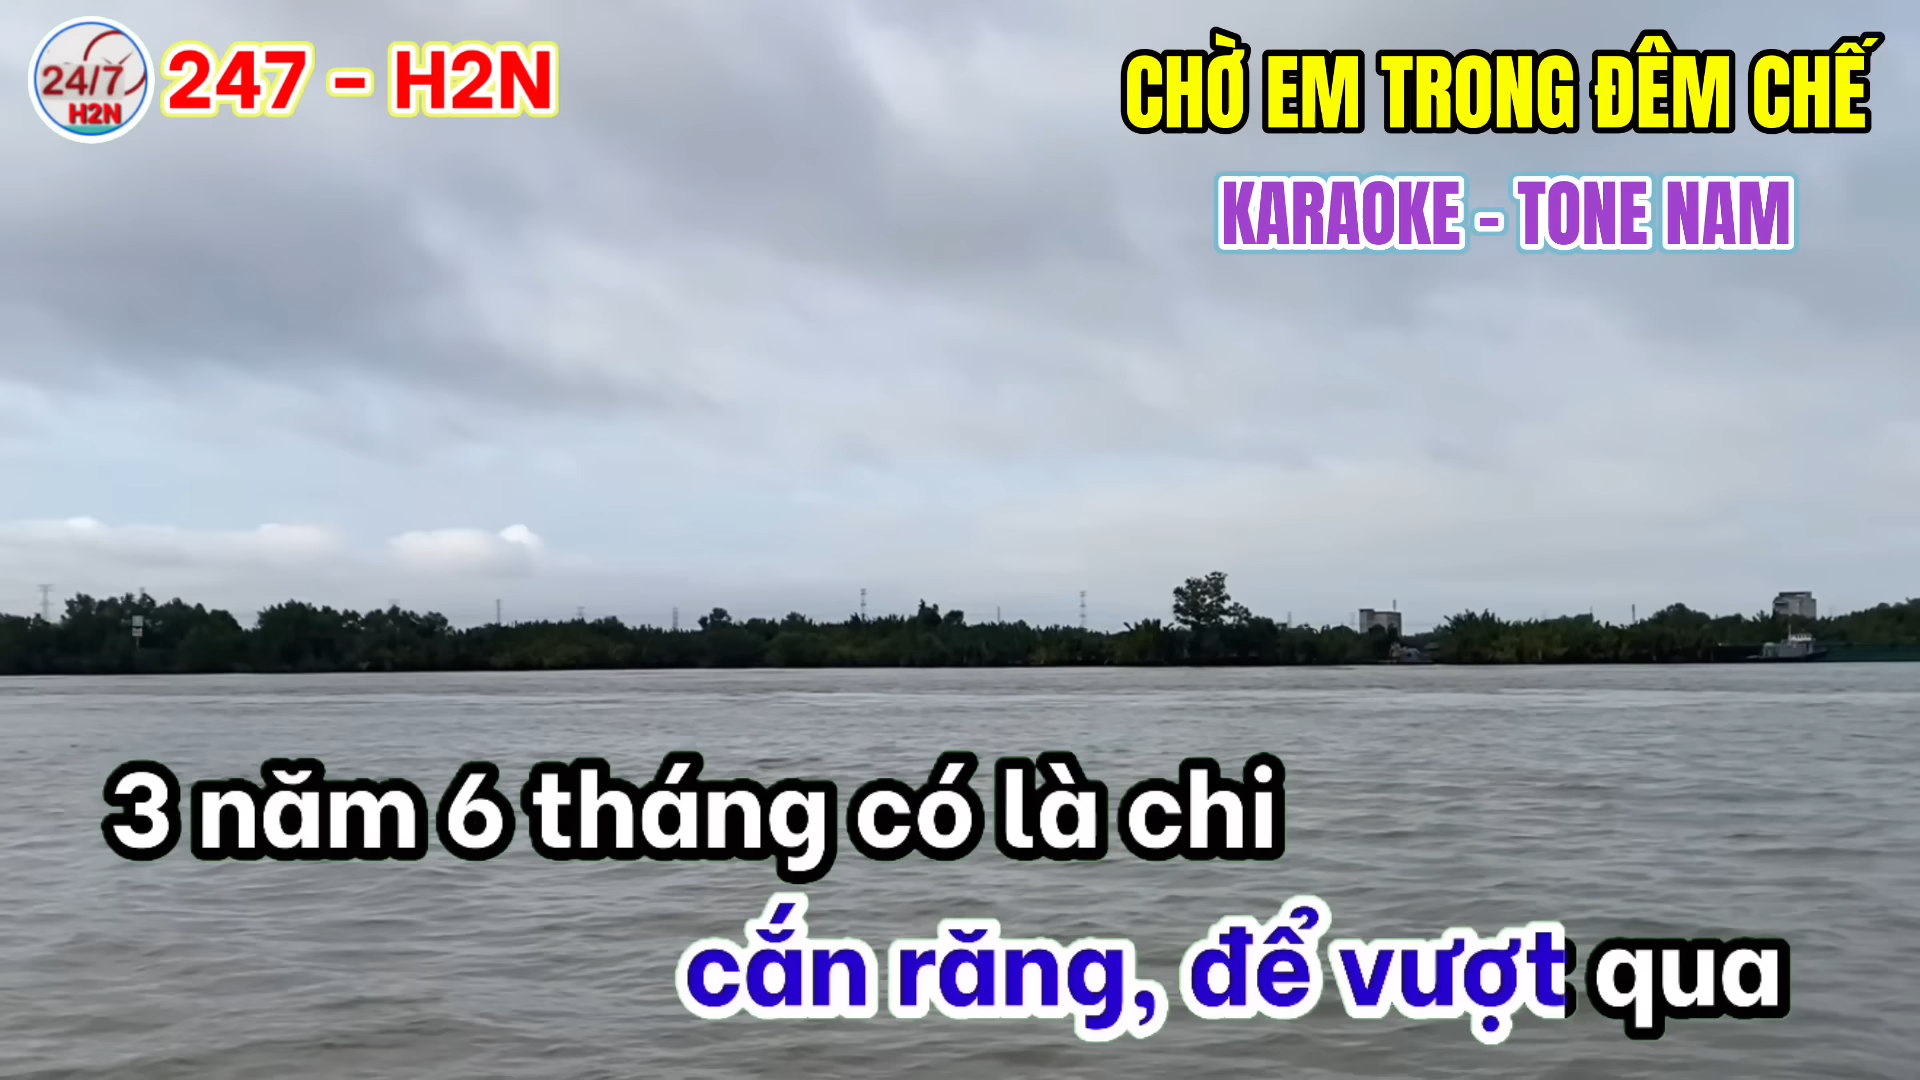 24/7
H2N
247 - H2N
CHỜ EM TRONG ĐÊM CHẾ
KARAOKE - TONE NAM
3 năm 6 tháng có là chi
cắn răng, để vượt qua